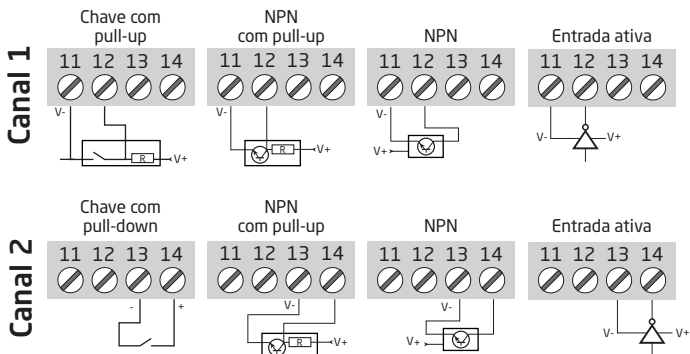 Canal 1
Chave com
pull-up
11 12 13 14
V-
R
V+
NPN
com pull-up
11 12 13 14
V-
R
V+
NPN
11 12 13 14
V-
V+
Entrada ativa
11 12 13 14
V-
V+
Canal 2
Chave com
pull-down
11 12 13 14
-
+
NPN
com pull-up
11 12 13 14
V-
R
V+
NPN
11 12 13 14
V-
V+
Entrada ativa
11 12 13 14
V-
V+